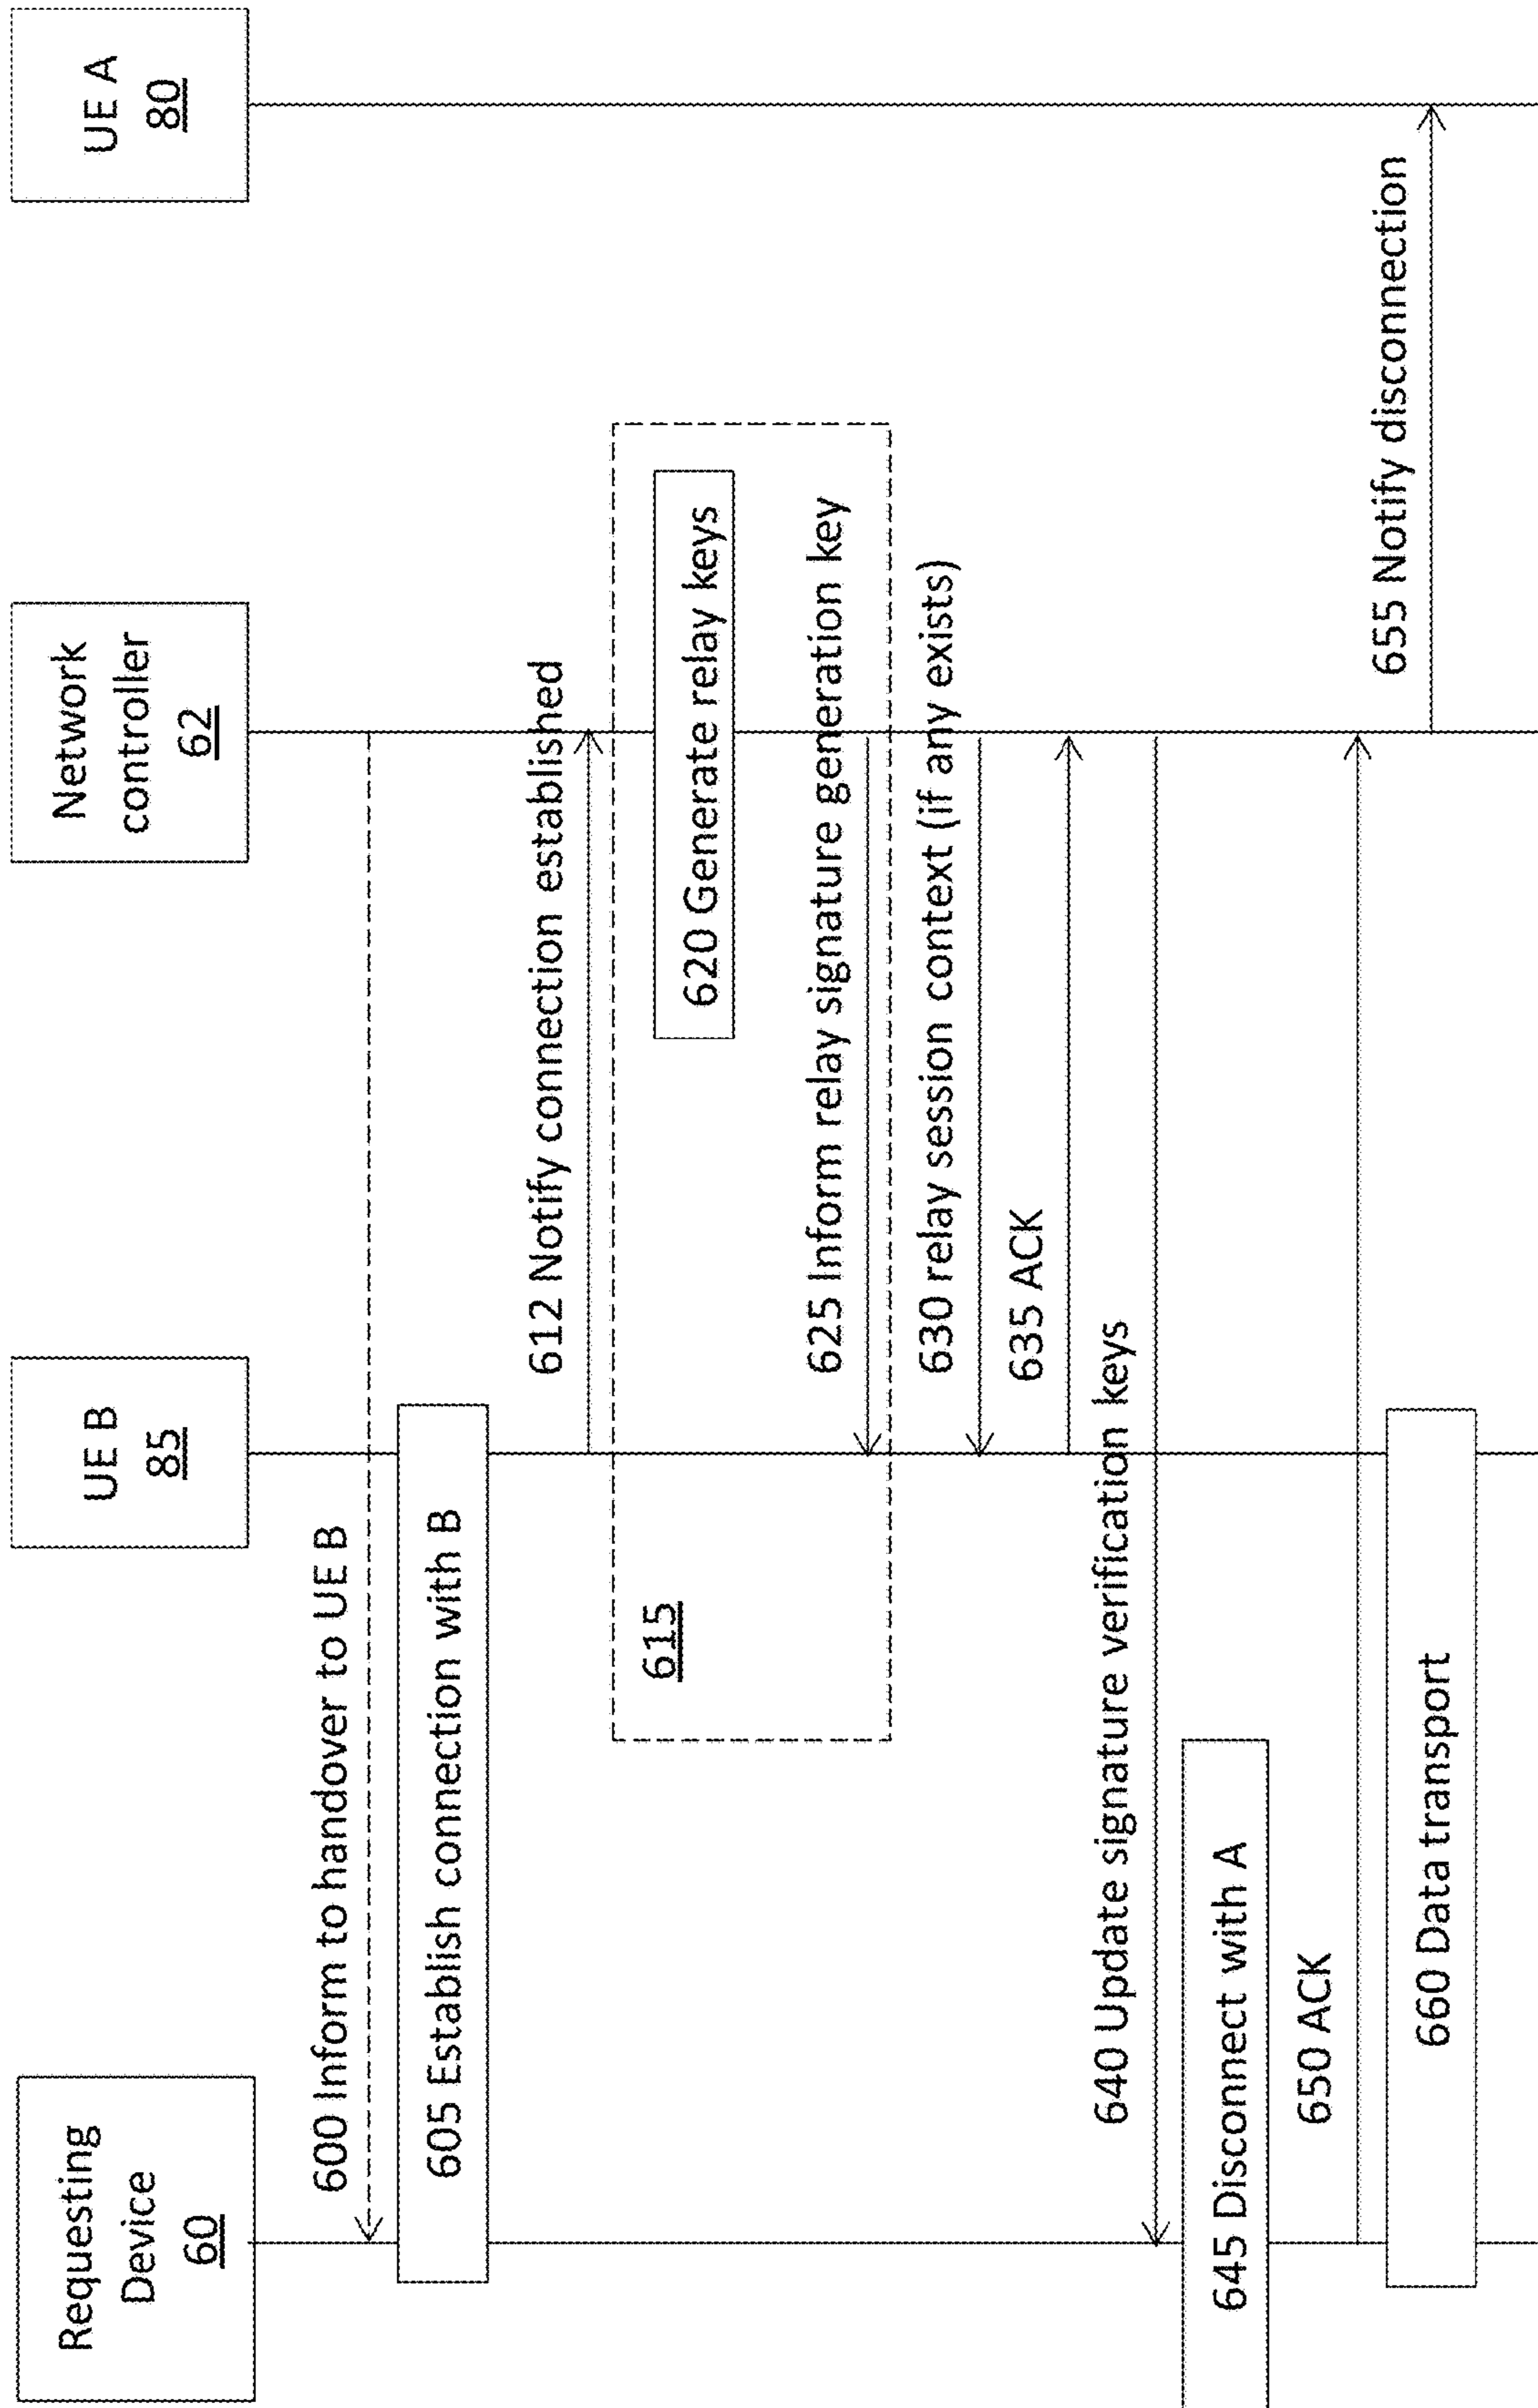 Requesting
Device
60
UE B
85
Network
controller
62
UE A
80
600 Inform to handover to UE B
605 Establish connection with B
612 Notify connection established
615
620 Generate relay keys
625 Inform relay signature generation key
630 relay session context (if any exists)
635 ACK
640 Update signature verification keys
645 Disconnect with A
650 ACK
655 Notify disconnection
660 Data transport